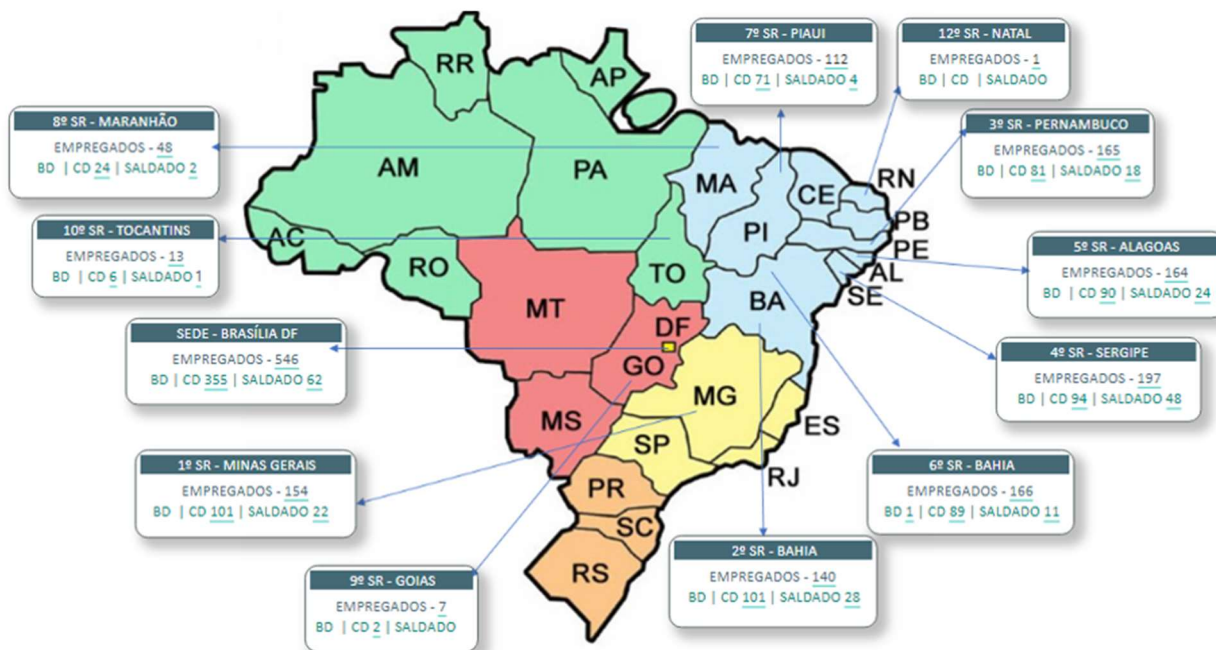 7º SR - PIAUI
EMPREGADOS - 112
BD | CD 71 | SALDADO 4
12º SR - NATAL
EMPREGADOS - 1
BD | CD | SALDADO
8º SR - MARANHÃO
EMPREGADOS - 48
BD | CD 24 | SALDADO 2
3º SR - PERNAMBUCO
EMPREGADOS - 165
BD | CD 81 | SALDADO 18
10º SR - TOCANTINS
EMPREGADOS - 13
BD | CD 6 | SALDADO 1
5º SR - ALAGOAS
EMPREGADOS - 164
BD | CD 90 | SALDADO 24
SEDE - BRASÍLIA DF
EMPREGADOS - 546
BD | CD 355 | SALDADO 62
4º SR - SERGIPE
EMPREGADOS - 197
BD | CD 94 | SALDADO 48
1º SR - MINAS GERAIS
EMPREGADOS - 154
BD | CD 101 | SALDADO 22
6º SR - BAHIA
EMPREGADOS - 166
BD 1 | CD 89 | SALDADO 11
9º SR - GOIAS
EMPREGADOS - 7
BD | CD 2 | SALDADO
2º SR - BAHIA
EMPREGADOS - 140
BD | CD 101 | SALDADO 28
RR
AP
AM
PA
MA
CE
RN
PI
PB
PE
AL
SE
AC
RO
TO
BA
MT
DF
GO
MG
MS
ES
SP
RJ
PR
SC
RS